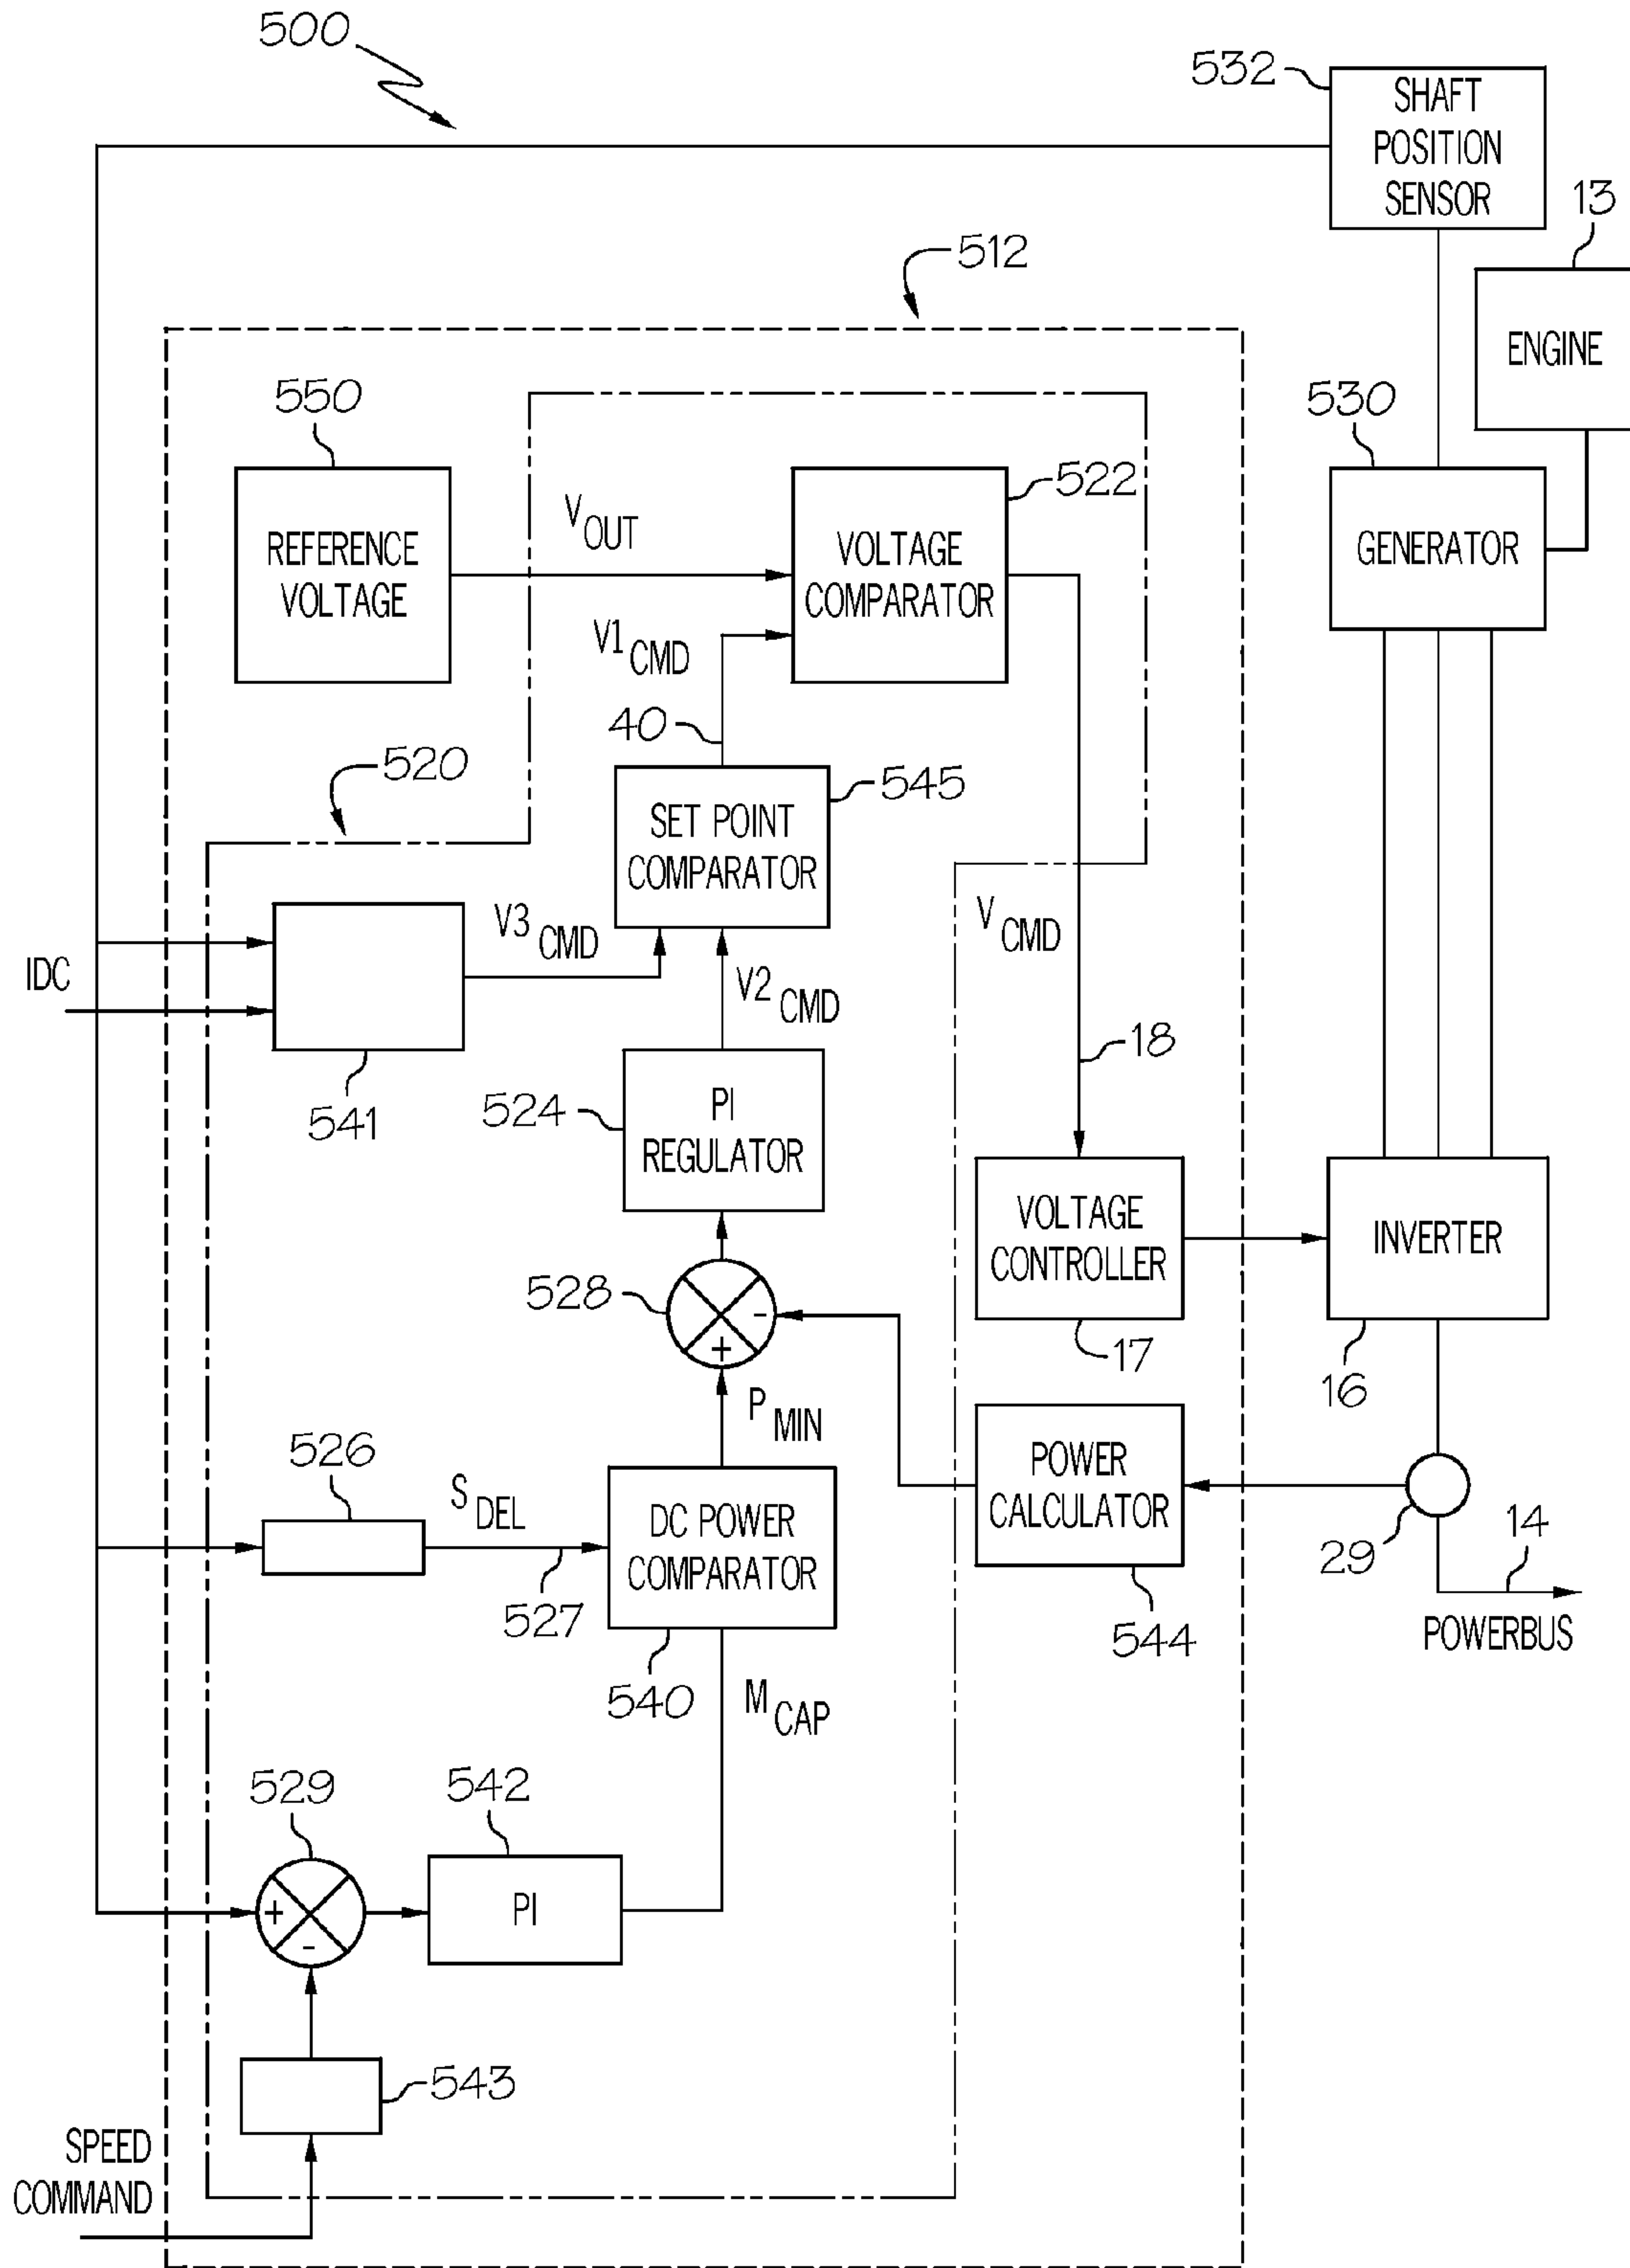 500
532
SHAFT
POSITION
SENSOR
13
512
ENGINE
550
530
522
REFERENCE
VOLTAGE
V OUT
VOLTAGE
COMPARATOR
GENERATOR
V1 CMD
40
520
545
SET POINT
COMPARATOR
V3 CMD
V CMD
IDC
V2 CMD
18
541
524
PI
REGULATOR
VOLTAGE
CONTROLLER
INVERTER
528
-
+
17
16
P MIN
526
S DEL
DC POWER
COMPARATOR
POWER
CALCULATOR
29
14
527
544
POWERBUS
540
M CAP
529
542
+
-
PI
543
SPEED
COMMAND